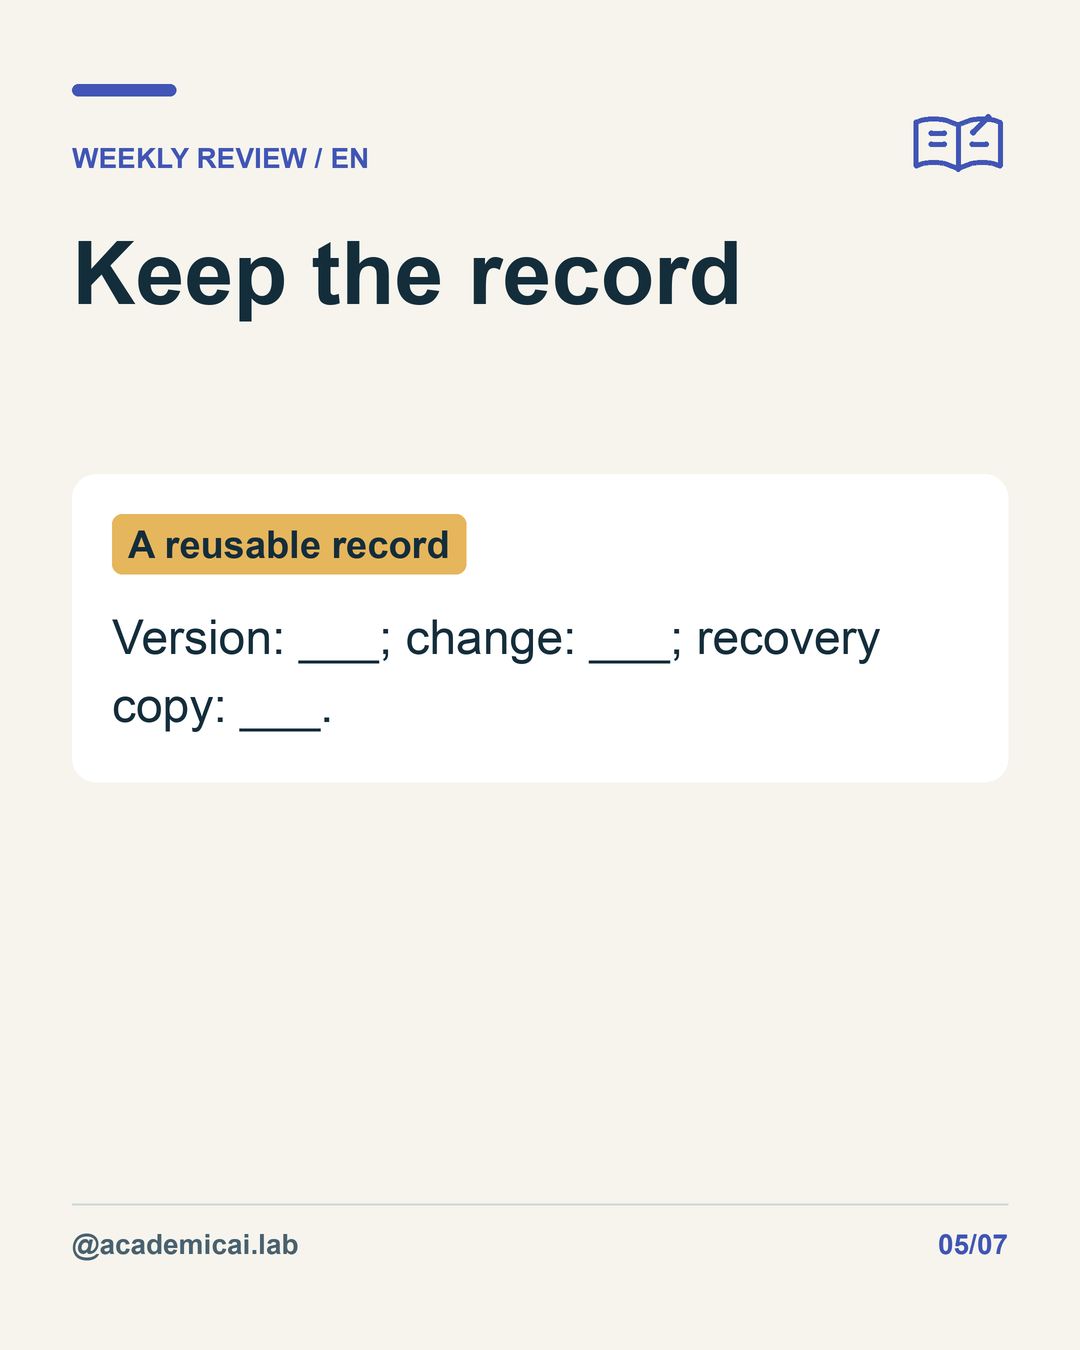 WEEKLY REVIEW / EN
Keep the record
A reusable record
Version: ___; change: ___; recovery
copy: ___.
@academicai.lab
05/07